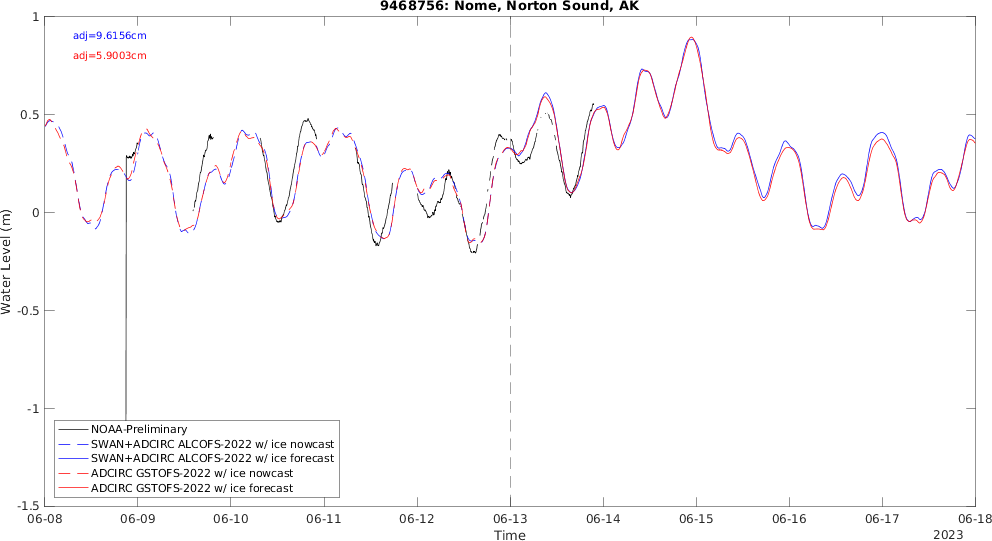 9468756: Nome, Norton Sound, AK
adj=9.6156cm
adj=5.9003cm
1
0.5
0
-0.5
-1
-1.5
Water Level (m)
NOAA-Preliminary
SWAN+ADCIRC ALCOFS-2022 w/ ice nowcast
SWAN+ADCIRC ALCOFS-2022 w/ ice forecast
ADCIRC GSTOFS-2022 w/ ice nowcast
ADCIRC GSTOFS-2022 w/ ice forecast
06-08 06-09 06-10 06-11 06-12 06-13 06-14 06-15 06-16 06-17 06-18
Time
2023